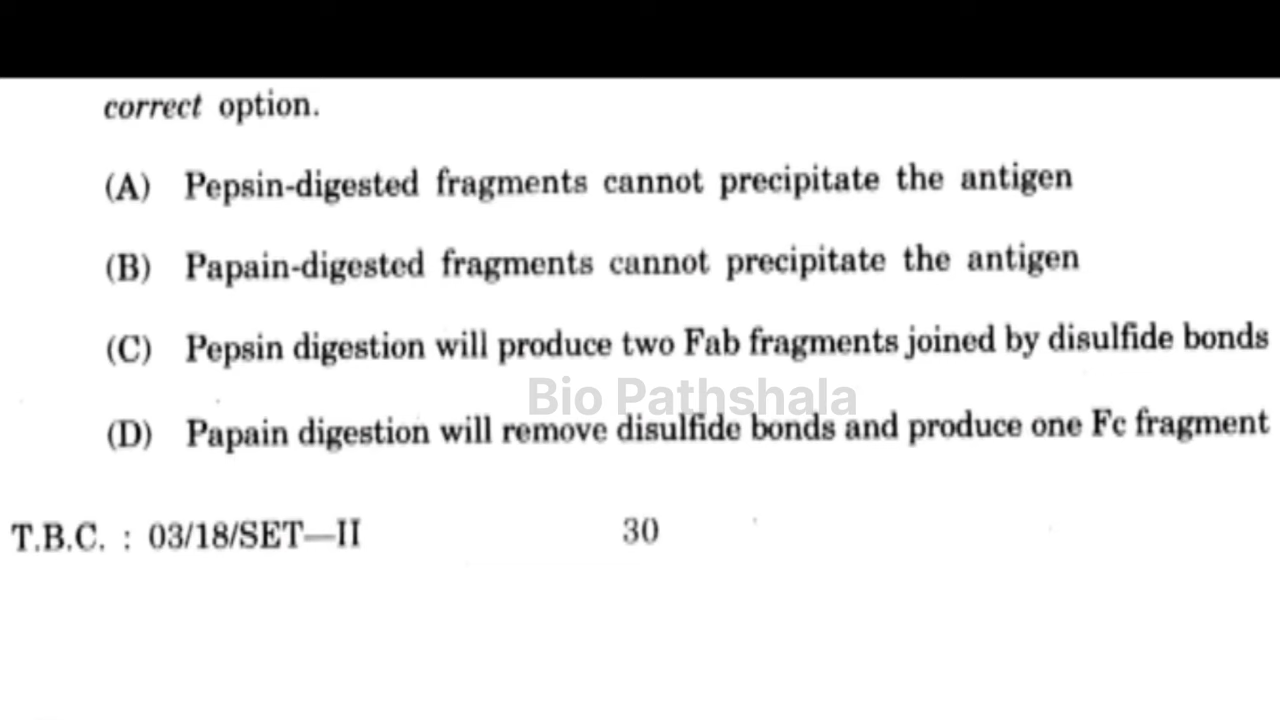 correct option.
(A) Pepsin-digested fragments cannot precipitate the antigen
(B) Papain-digested fragments cannot precipitate the antigen
(C) Pepsin digestion will produce two Fab fragments joined by disulfide bonds
Bio Pathshala
(D) Papain digestion will remove disulfide bonds and produce one Fc fragment
T.B.C. : 03/18/SET—II 30